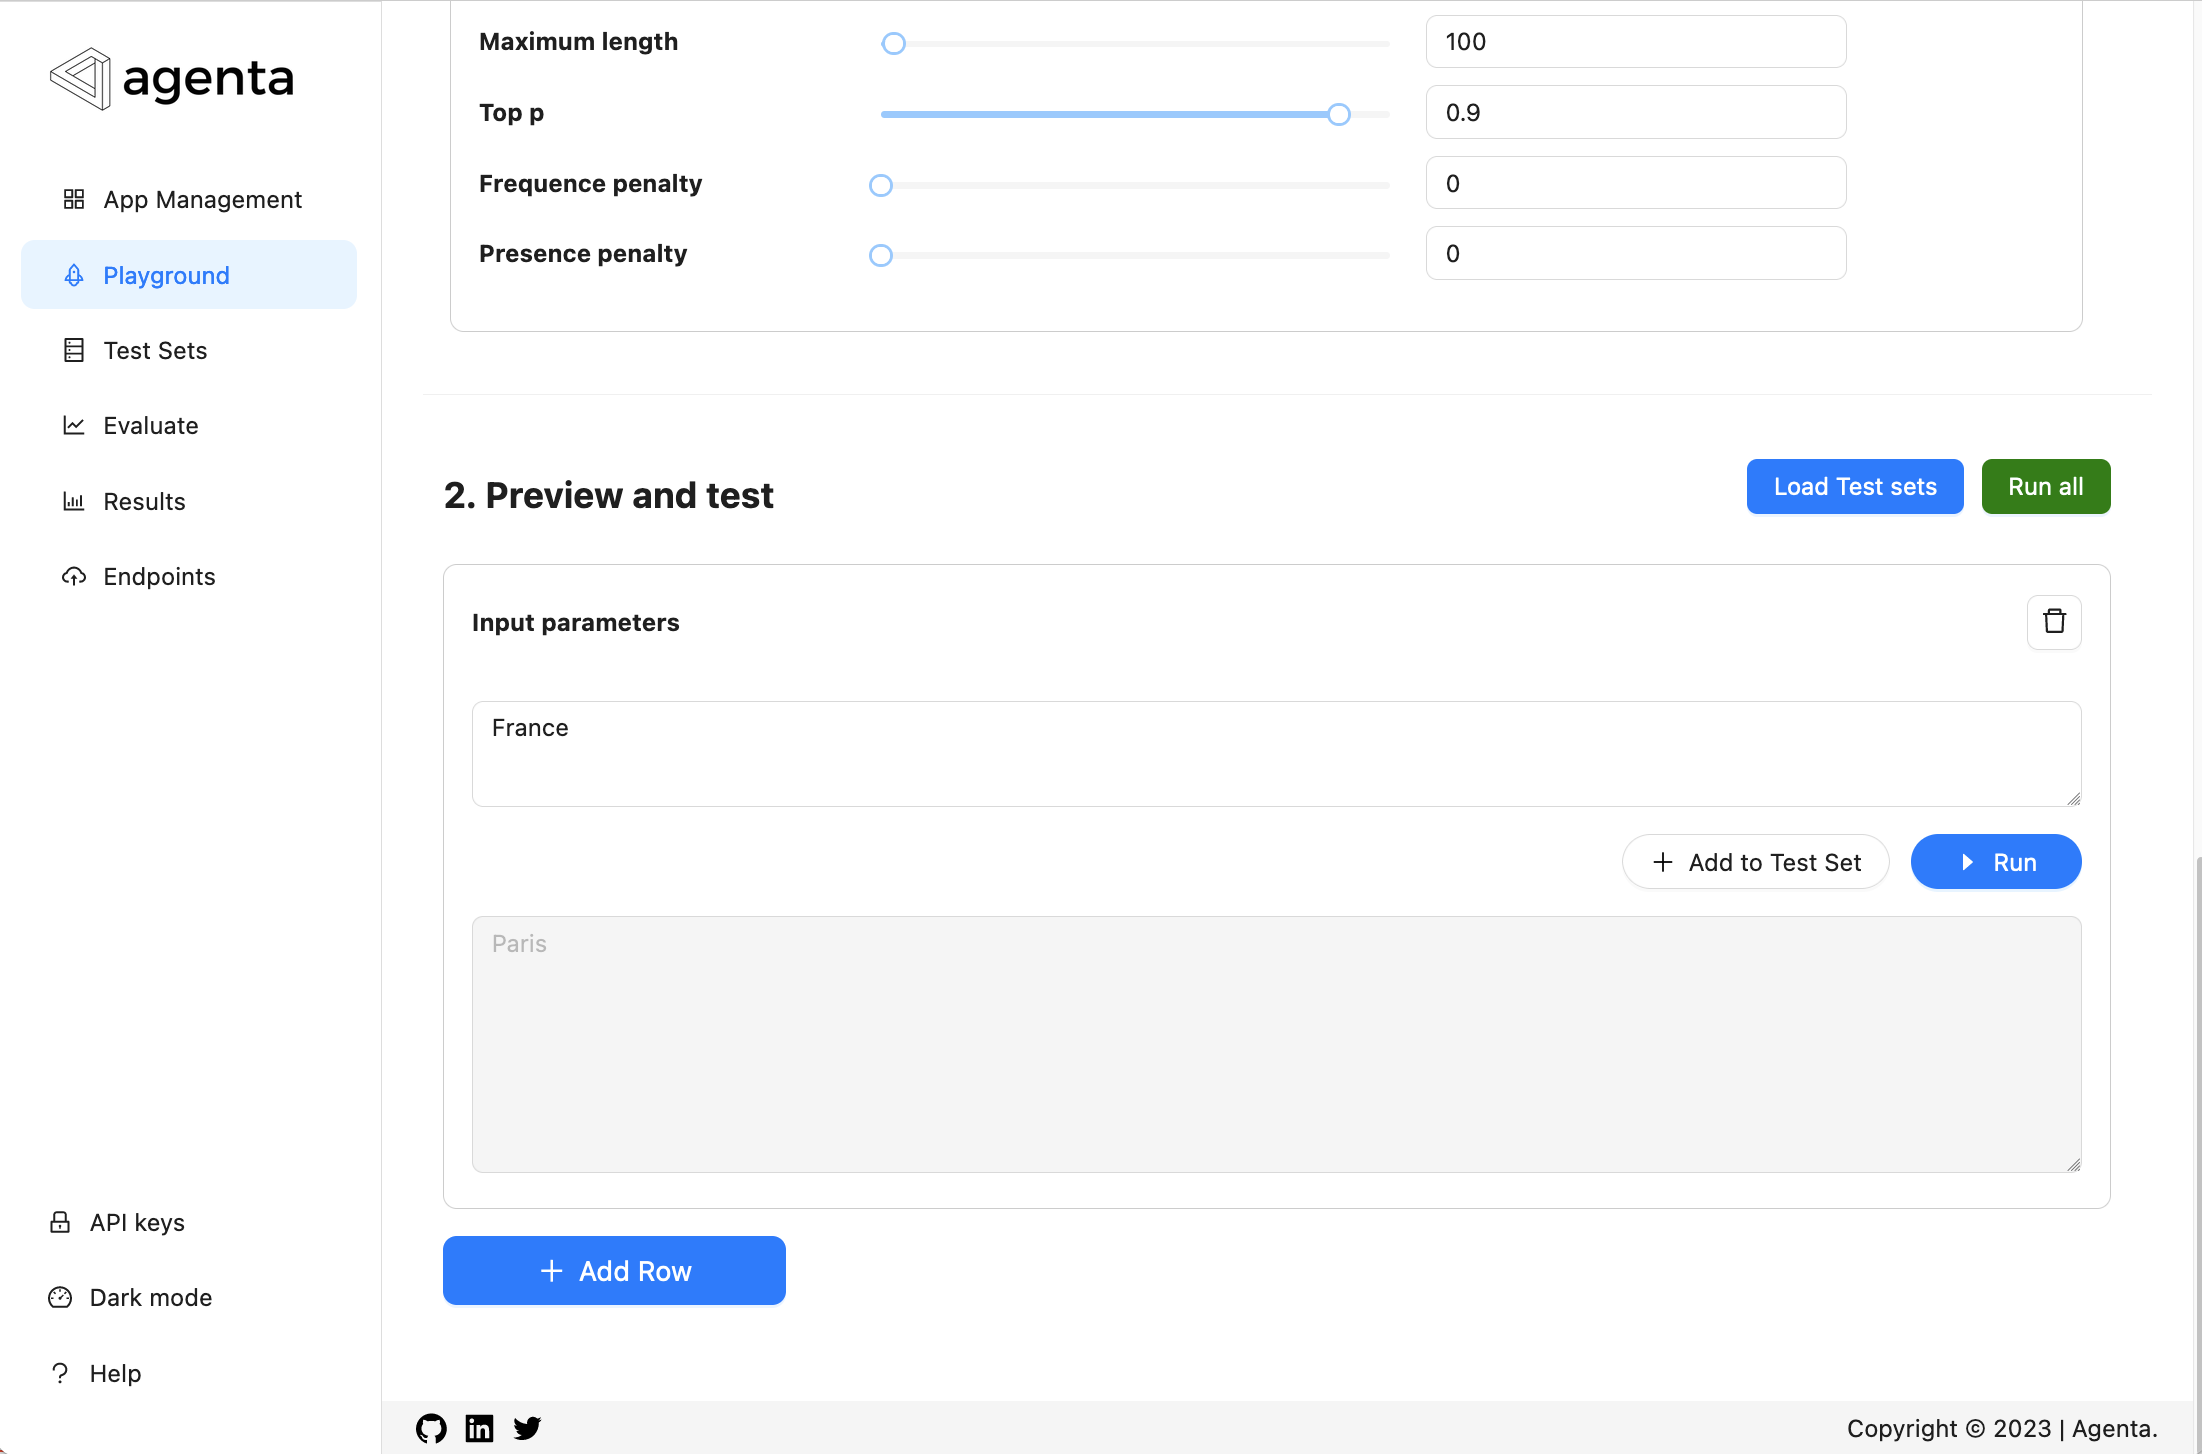 agenta
App Management
Playground
Test Sets
Evaluate
Results
Endpoints
API keys
Dark mode
Help
Maximum length 100
Top p 0.9
Frequence penalty 0
Presence penalty 0
2. Preview and test Load Test sets Run all
Input parameters
France
+ Add to Test Set Run
Paris
+ Add Row
in Copyright © 2023 | Agenta.